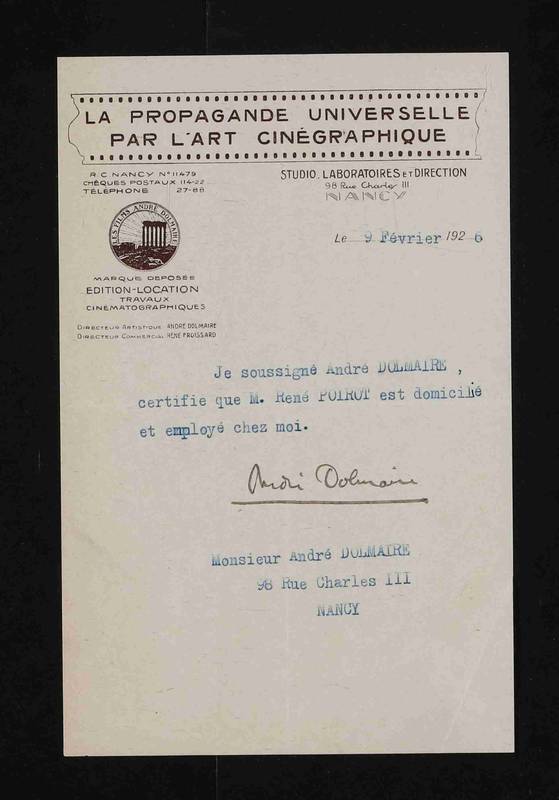 LA PROPAGANDE UNIVERSELLE
PAR L'ART CINÉGRAPHIQUE
R.C NANCY N° 11479
CHÈQUES POSTAUX 114-22
TÉLÉPHONE 27-88
STUDIO. LABORATOIRES ET DIRECTION
98 Rue Charles III
NANCY
LES FILMS ANDRÉ DOLMAIRE
Le 9 Février 1926
MARQUE DÉPOSÉE
EDITION-LOCATION
TRAVAUX
CINÉMATOGRAPHIQUES
DIRECTEUR ARTISTIQUE ANDRÉ DOLMAIRE
DIRECTEUR COMMERCIAL RENÉ FROISSARD
Je soussigné André DOLMAIRE ,
certifie que M. René POIROT est domicilié
et employé chez moi.
André Dolmaire
Monsieur André DOLMAIRE
98 Rue Charles III
NANCY